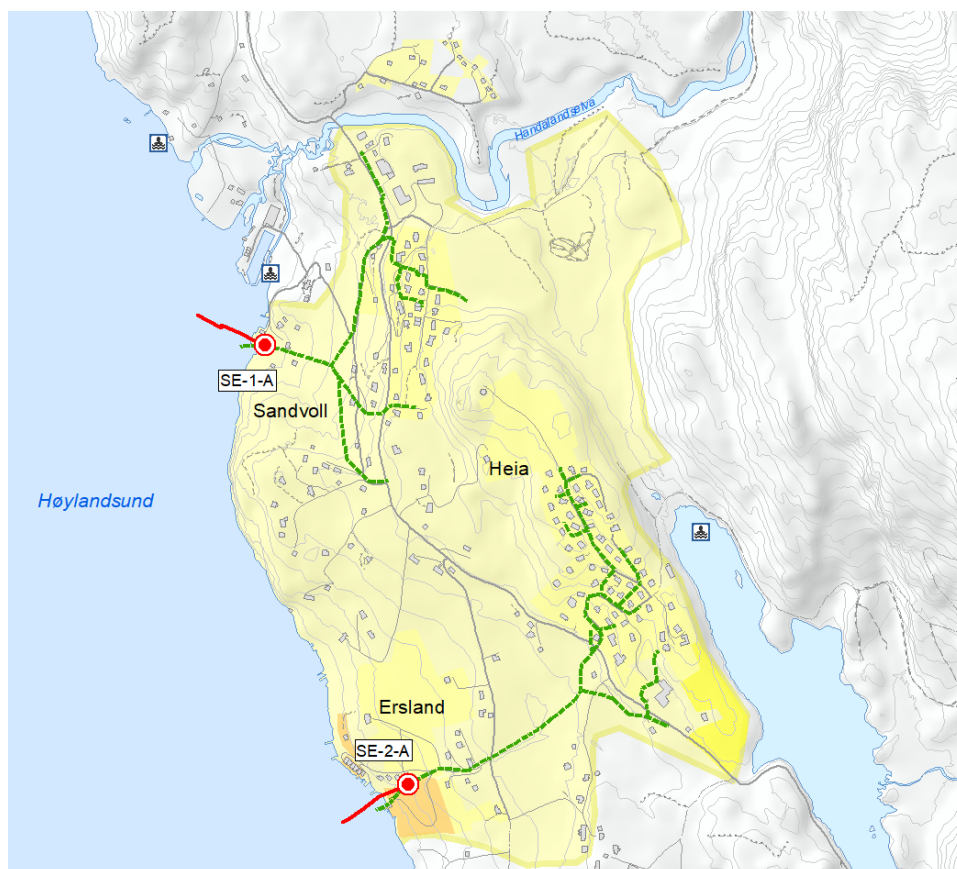 Handalandselva
SE-1-A
Sandvoll
Heia
Høylandsund
Ersland
SE-2-A